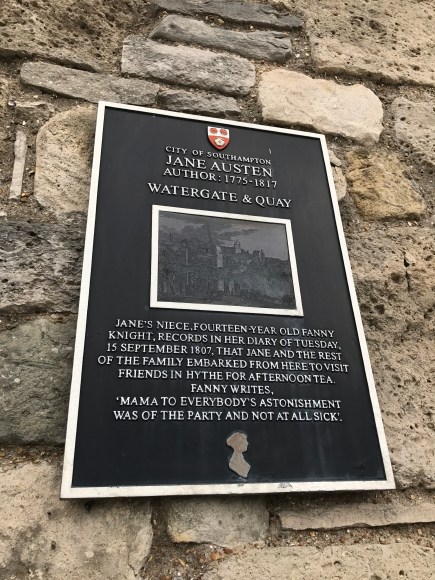 CITY OF SOUTHAMPTON
JANE AUSTEN
AUTHOR: 1775-1817
WATERGATE & QUAY
JANE'S NIECE, FOURTEEN-YEAR OLD FANNY
KNIGHT, RECORDS IN HER DIARY OF TUESDAY,
15 SEPTEMBER 1807, THAT JANE AND THE REST
OF THE FAMILY EMBARKED FROM HERE TO VISIT
FRIENDS IN HYTHE FOR AFTERNOON TEA.
FANNY WRITES,
'MAMA TO EVERYBODY'S ASTONISHMENT
WAS OF THE PARTY AND NOT AT ALL SICK'.